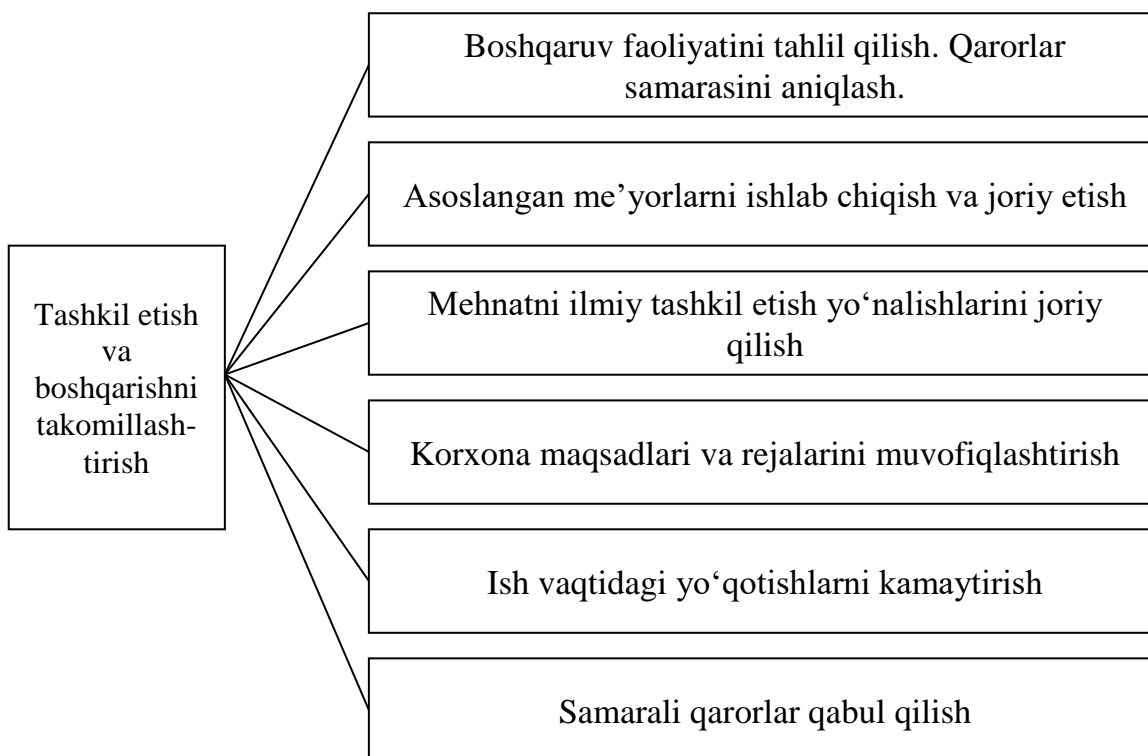 Boshqaruv faoliyatini tahlil qilish. Qarorlar
samarasini aniqlash.
Asoslangan me’yorlarni ishlab chiqish va joriy etish
Tashkil etish
va
boshqarishni
takomillash-
tirish
Mehnatni ilmiy tashkil etish yo‘nalishlarini joriy
qilish
Korxona maqsadlari va rejalarini muvofiqlashtirish
Ish vaqtidagi yo‘qotishlarni kamaytirish
Samarali qarorlar qabul qilish